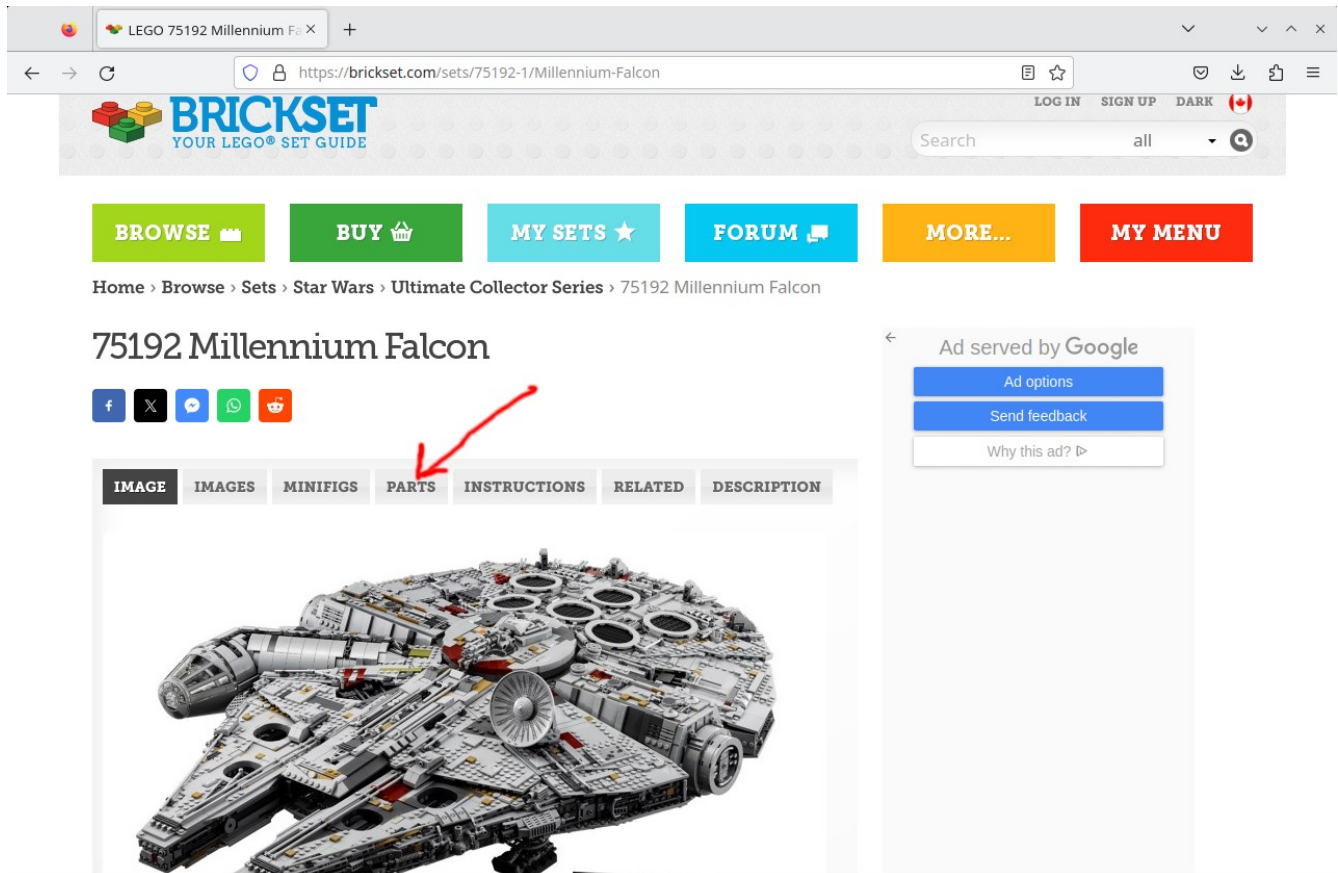 LEGO 75192 Millennium Fa
https://brickset.com/sets/75192-1/Millennium-Falcon
LOG IN SIGN UP DARK
BRICKSET
YOUR LEGO® SET GUIDE
Search all
BROWSE BUY MY SETS FORUM MORE... MY MENU
Home › Browse › Sets › Star Wars › Ultimate Collector Series › 75192 Millennium Falcon
75192 Millennium Falcon
Ad served by Google
Ad options
Send feedback
Why this ad?
IMAGE IMAGES MINIFIGS PARTS INSTRUCTIONS RELATED DESCRIPTION